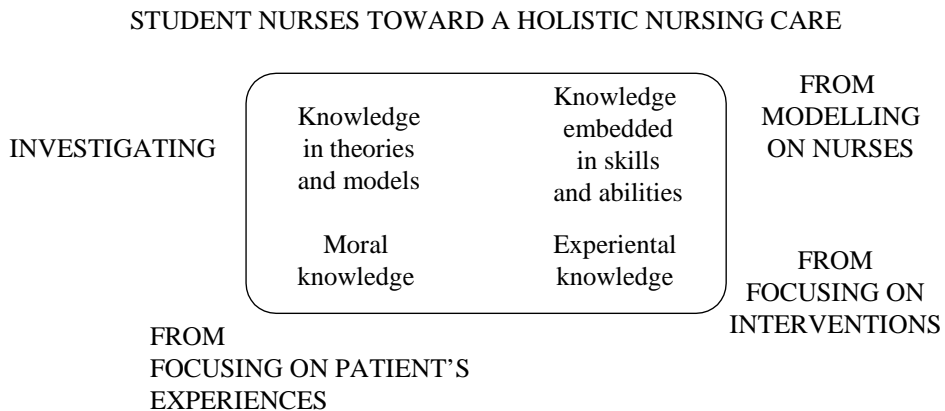 STUDENT NURSES TOWARD A HOLISTIC NURSING CARE
INVESTIGATING
Knowledge
in theories
and models
Knowledge
embedded
in skills
and abilities
FROM
MODELLING
ON NURSES
Moral
knowledge
Experiental
knowledge
FROM
FOCUSING ON
INTERVENTIONS
FROM
FOCUSING ON PATIENT'S
EXPERIENCES